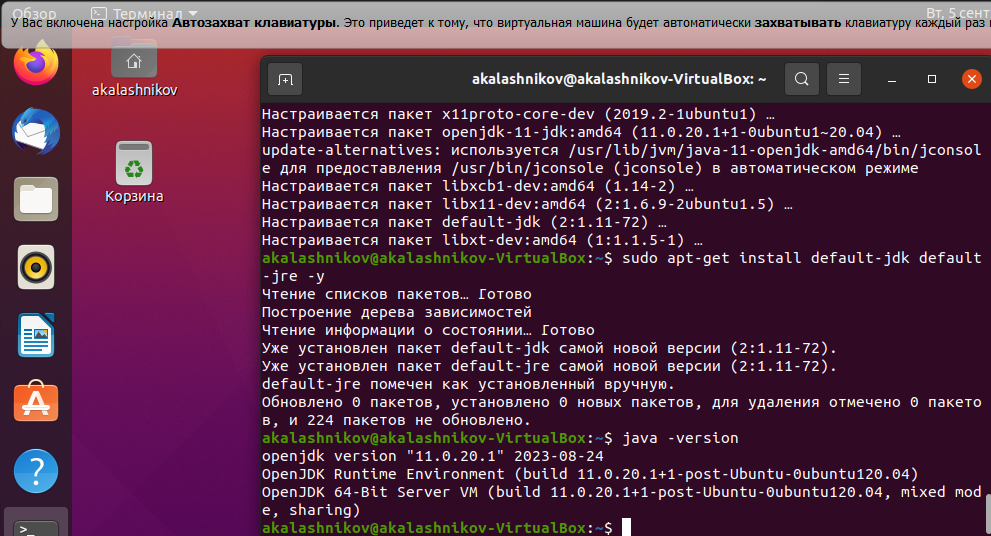 Обзор Терминал Вт, 5 сент
У Вас включена настройка Автозахват клавиатуры. Это приведет к тому, что виртуальная машина будет автоматически захватывать клавиатуру каждый раз
akalashnikov
Корзина
akalashnikov@akalashnikov-VirtualBox: ~
Настраивается пакет x11proto-core-dev (2019.2-1ubuntu1) …
Настраивается пакет openjdk-11-jdk:amd64 (11.0.20.1+1-0ubuntu1~20.04) …
update-alternatives: используется /usr/lib/jvm/java-11-openjdk-amd64/bin/jconsol
e для предоставления /usr/bin/jconsole (jconsole) в автоматическом режиме
Настраивается пакет libxcb1-dev:amd64 (1.14-2) …
Настраивается пакет libx11-dev:amd64 (2:1.6.9-2ubuntu1.5) …
Настраивается пакет default-jdk (2:1.11-72) …
Настраивается пакет libxt-dev:amd64 (1:1.1.5-1) …
akalashnikov@akalashnikov-VirtualBox:~$ sudo apt-get install default-jdk default
-jre -y
Чтение списков пакетов… Готово
Построение дерева зависимостей
Чтение информации о состоянии… Готово
Уже установлен пакет default-jdk самой новой версии (2:1.11-72).
Уже установлен пакет default-jre самой новой версии (2:1.11-72).
default-jre помечен как установленный вручную.
Обновлено 0 пакетов, установлено 0 новых пакетов, для удаления отмечено 0 пакето
в, и 224 пакетов не обновлено.
akalashnikov@akalashnikov-VirtualBox:~$ java -version
openjdk version "11.0.20.1" 2023-08-24
OpenJDK Runtime Environment (build 11.0.20.1+1-post-Ubuntu-0ubuntu120.04)
OpenJDK 64-Bit Server VM (build 11.0.20.1+1-post-Ubuntu-0ubuntu120.04, mixed mod
e, sharing)
akalashnikov@akalashnikov-VirtualBox:~$